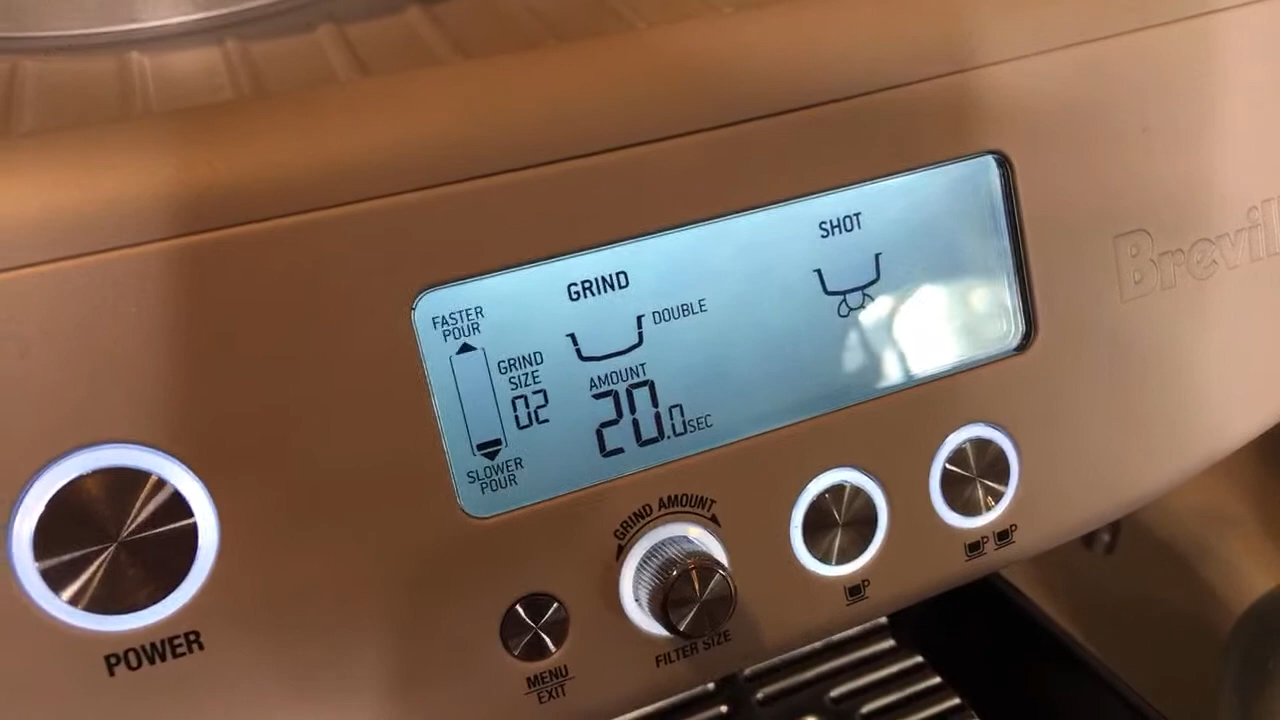 GRIND
SHOT
FASTER
POUR
DOUBLE
GRIND
SIZE
02
AMOUNT
20.0SEC
SLOWER
POUR
GRIND AMOUNT
POWER
MENU
EXIT
FILTER SIZE